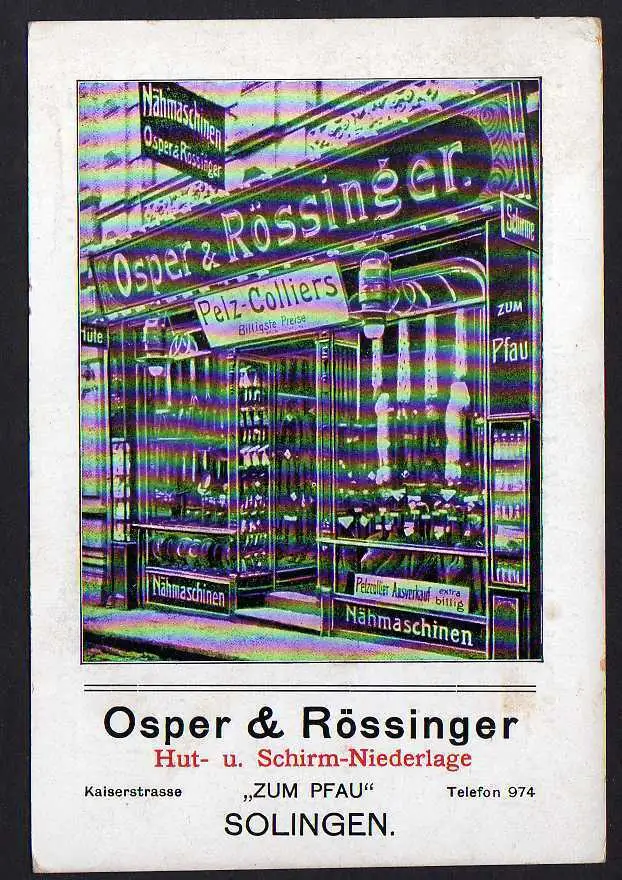 Nähmaschinen
Osper & Rössinger
Osper & Rössinger.
Schirme
Pelz-Colliers
Billigste Preise
ZUM
Pfau
Hüte
Pelzcollier Ausverkauf extra billig
Nähmaschinen
Nähmaschinen
Osper & Rössinger
Hut- u. Schirm-Niederlage
Kaiserstrasse „ZUM PFAU“ Telefon 974
SOLINGEN.